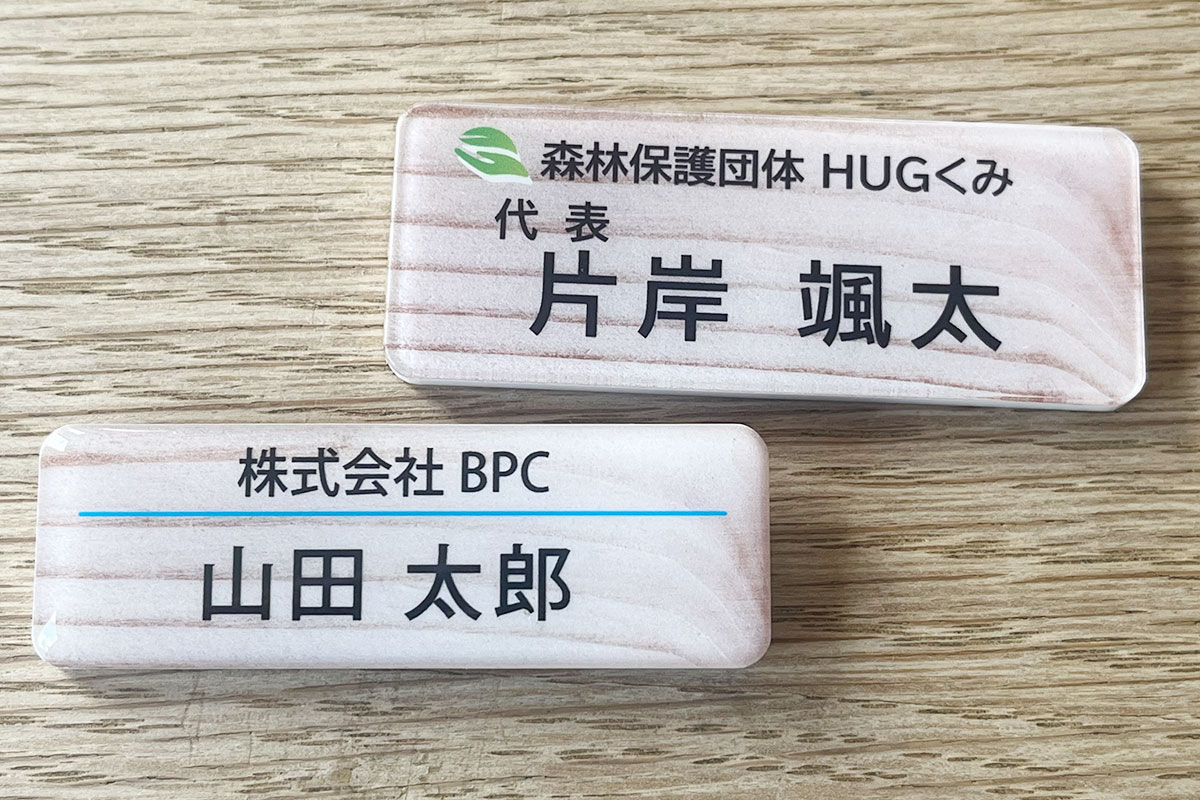 森林保護団体 HUGくみ
代 表
片岸 颯太
株式会社 BPC
山田 太郎